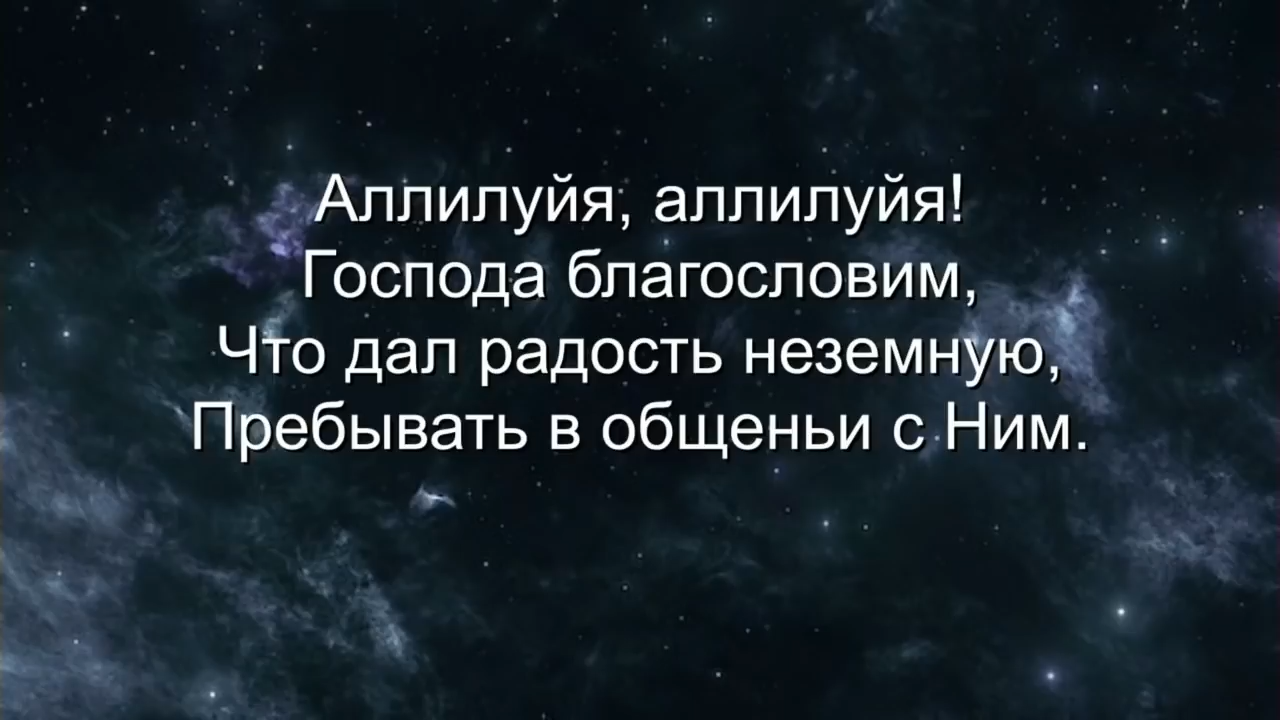 Аллилуйя, аллилуйя!
Господа благословим,
Что дал радость неземную,
Пребывать в общеньи с Ним.